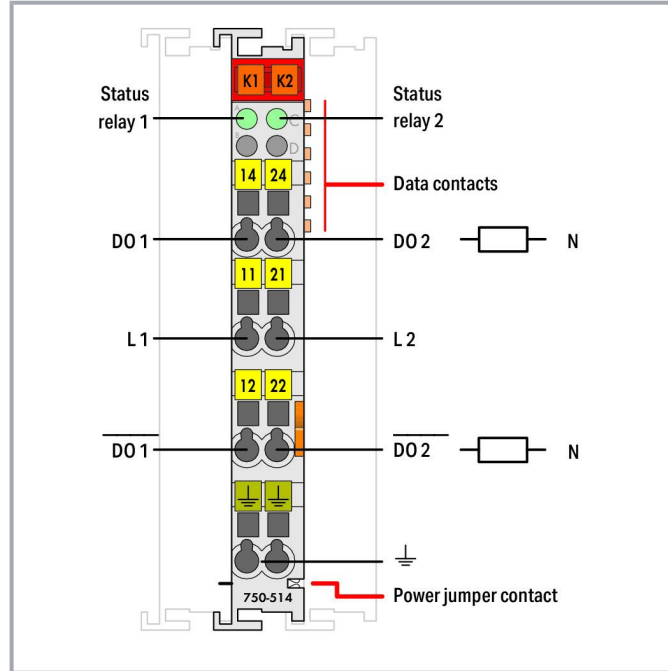 K1 K2
Status
relay 1
Status
relay 2
A C
D
14 24
Data contacts
DO 1
DO 2
N
11 21
L 1
L 2
12 22
DO 1
DO 2
N
Power jumper contact
750-514